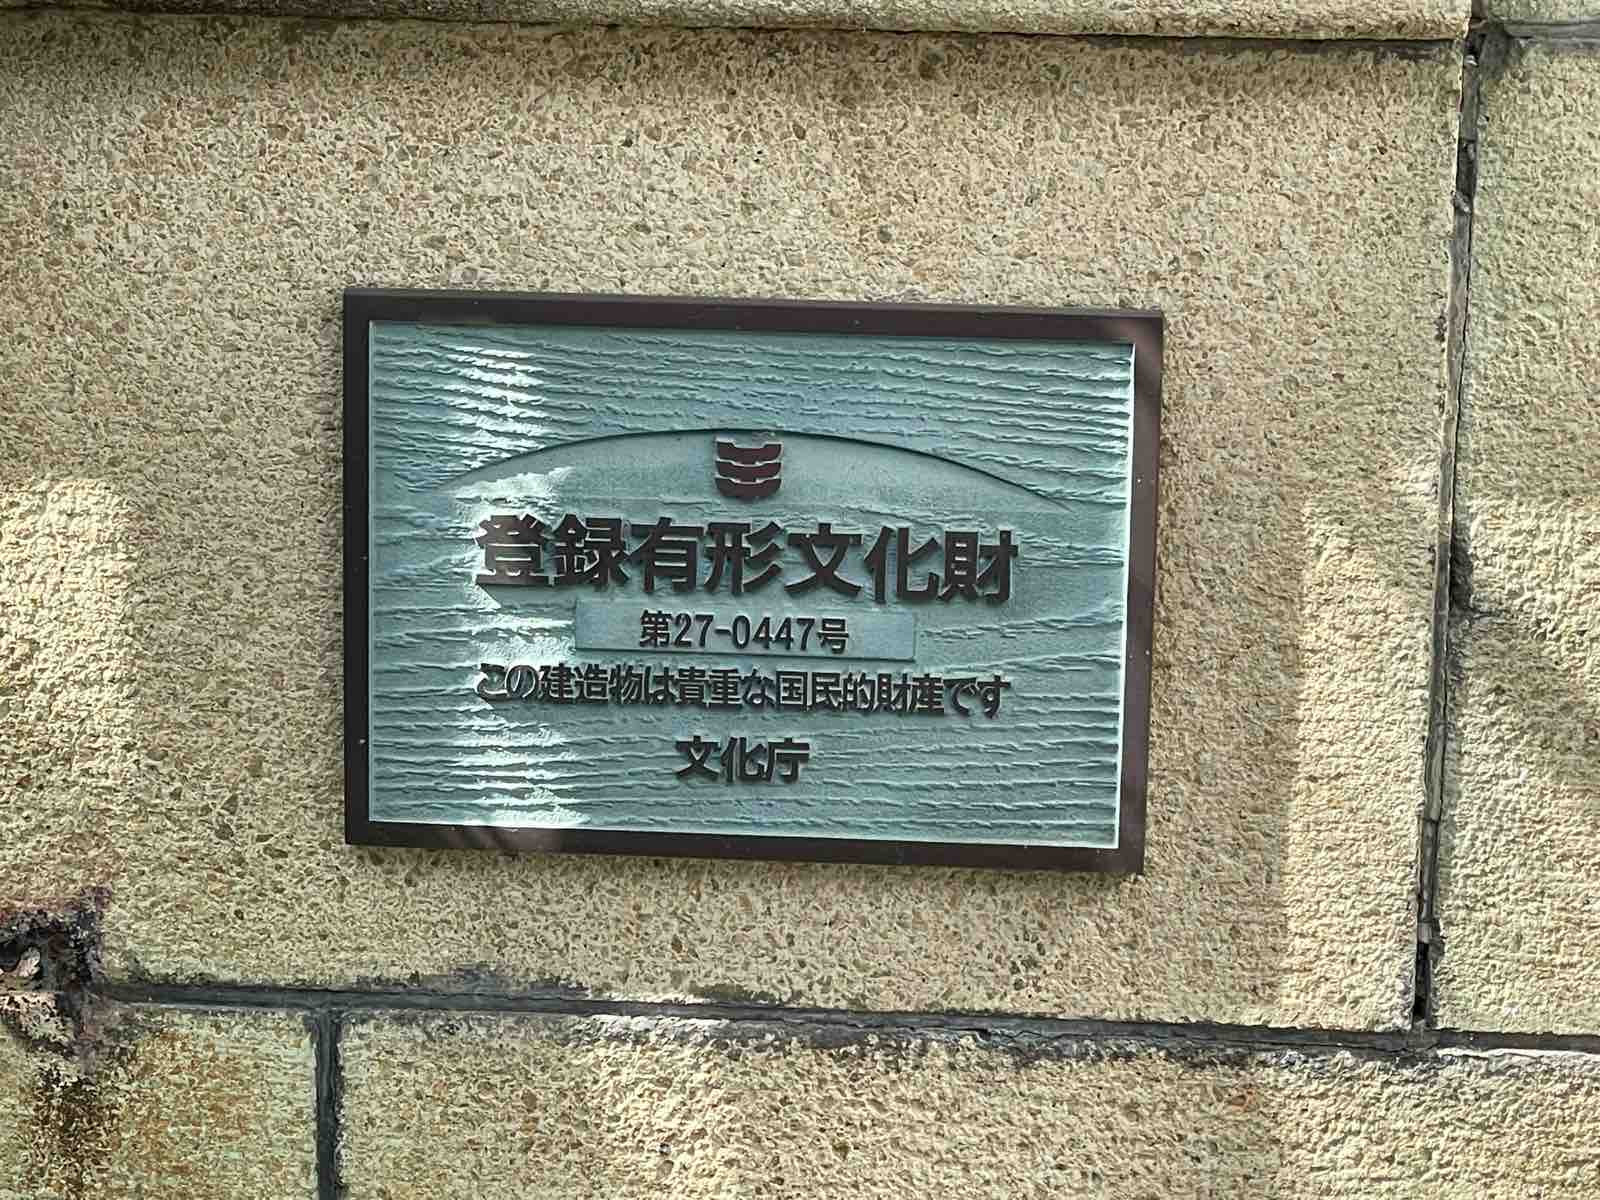 登録有形文化財
第27-0447号
この建造物は貴重な国民的財産です
文化庁